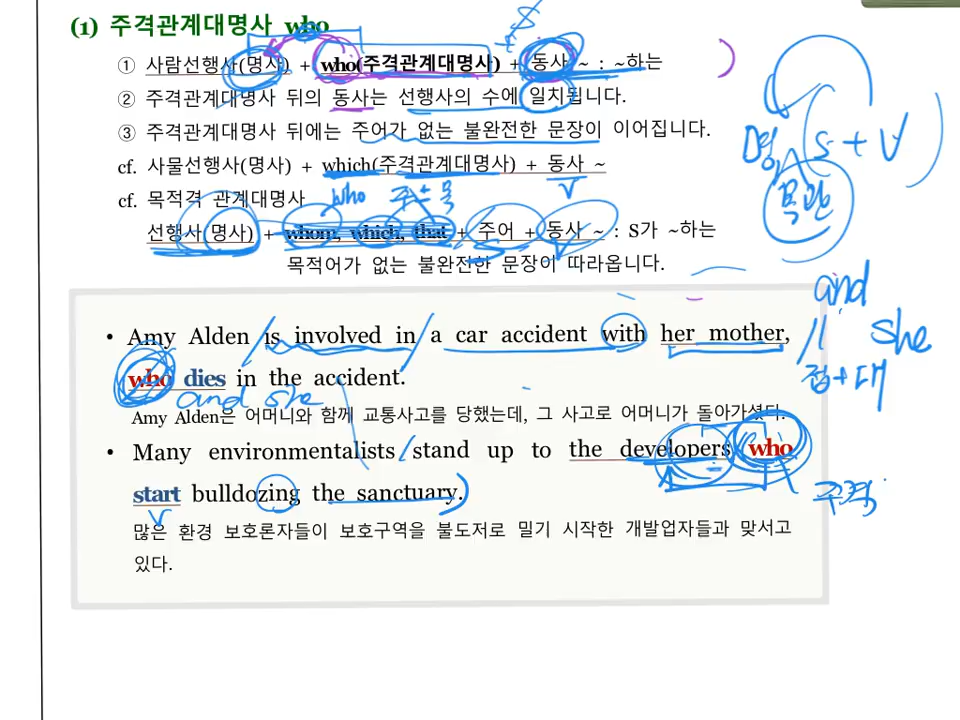 (1) 주격관계대명사 who
S
① 사람선행사(명사) + who(주격관계대명사) + 동사 ~ : ~하는
② 주격관계대명사 뒤의 동사는 선행사의 수에 일치됩니다.
③ 주격관계대명사 뒤에는 주어가 없는 불완전한 문장이 이어집니다.
명 (S + V)
cf. 사물선행사(명사) + which(주격관계대명사) + 동사 ~
V
cf. 목적격 관계대명사
who
목관
선행사(명사) + whom, which, that + 주어 + 동사 ~ : S가 ~하는
S V
목적어가 없는 불완전한 문장이 따라옵니다.
and
she
접+대
• Amy Alden is involved in a car accident with her mother,
who dies in the accident.
and she
Amy Alden은 어머니와 함께 교통사고를 당했는데, 그 사고로 어머니가 돌아가셨다.
• Many environmentalists stand up to the developers who
start bulldozing the sanctuary.
V
주격
많은 환경 보호론자들이 보호구역을 불도저로 밀기 시작한 개발업자들과 맞서고
있다.